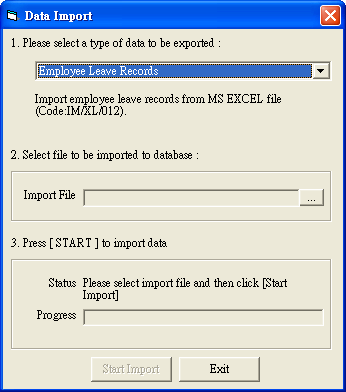 Data Import
1. Please select a type of data to be exported :
Employee Leave Records
Import employee leave records from MS EXCEL file
(Code:IM/XL/012).
2. Select file to be imported to database :
Import File
...
3. Press [ START ] to import data
Status Please select import file and then click [Start
Import]
Progress
Start Import Exit